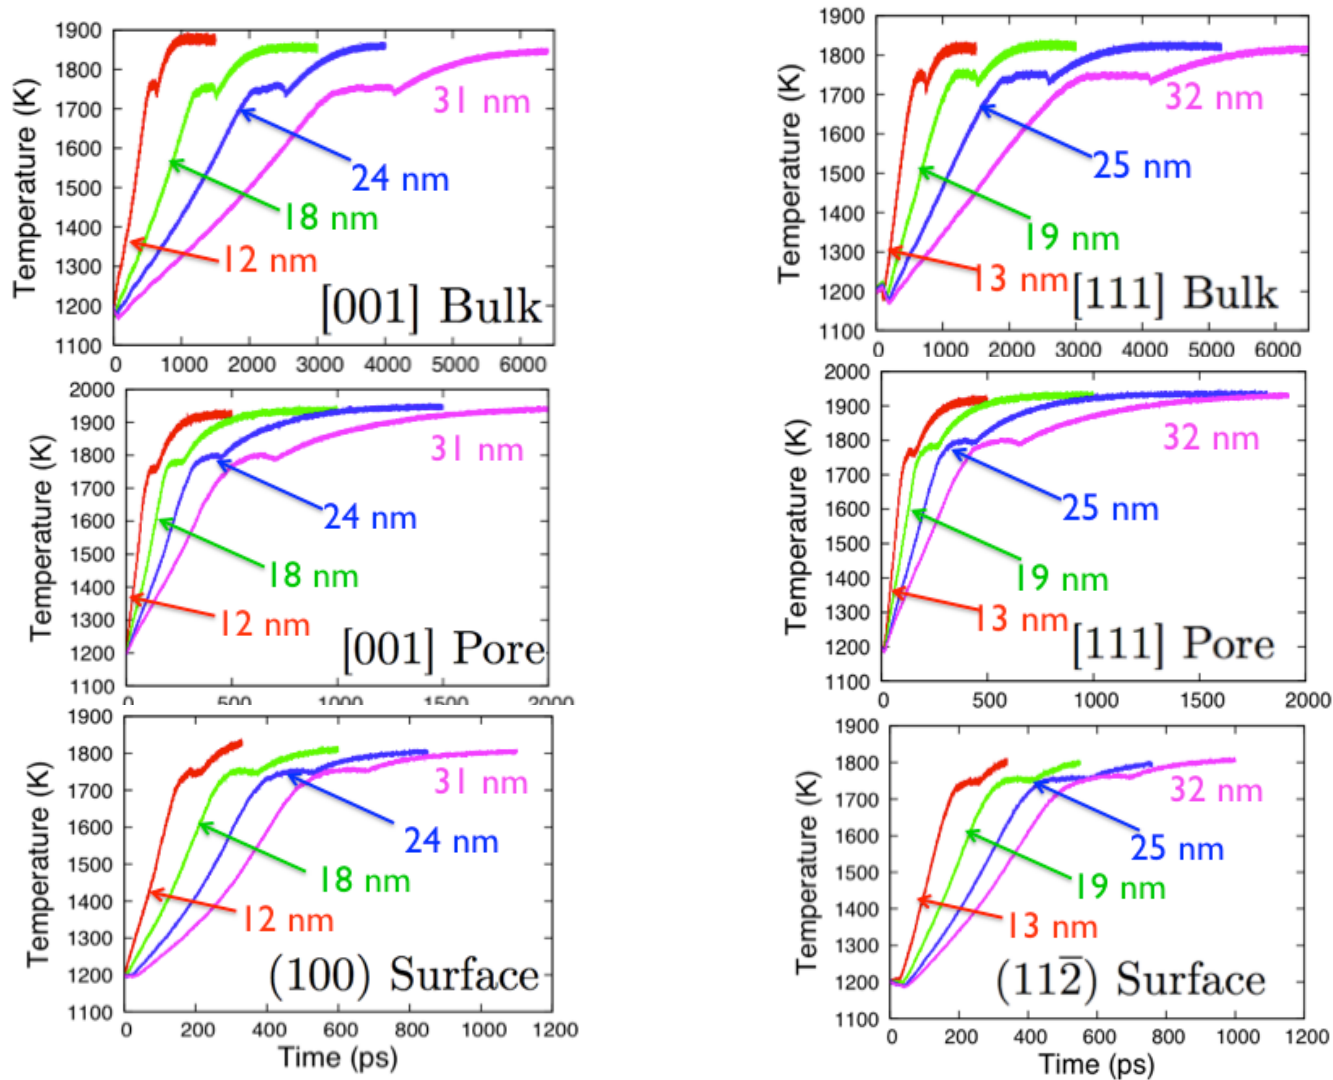 1900
1800
1700
1600
1500
1400
1300
1200
1100
Temperature (K)
31 nm
24 nm
18 nm
12 nm
[001] Bulk
0 1000 2000 3000 4000 5000 6000
1900
1800
1700
1600
1500
1400
1300
1200
1100
Temperature (K)
32 nm
25 nm
19 nm
13 nm
[111] Bulk
0 1000 2000 3000 4000 5000 6000
2000
1900
1800
1700
1600
1500
1400
1300
1200
1100
Temperature (K)
31 nm
24 nm
18 nm
12 nm
[001] Pore
0 500 1000 1500 2000
2000
1900
1800
1700
1600
1500
1400
1300
1200
1100
Temperature (K)
32 nm
25 nm
19 nm
13 nm
[111] Pore
0 500 1000 1500 2000
1900
1800
1700
1600
1500
1400
1300
1200
1100
Temperature (K)
31 nm
24 nm
18 nm
12 nm
(100) Surface
0 200 400 600 800 1000 1200
Time (ps)
1900
1800
1700
1600
1500
1400
1300
1200
1100
Temperature (K)
32 nm
25 nm
19 nm
13 nm
(112̅) Surface
0 200 400 600 800 1000 1200
Time (ps)